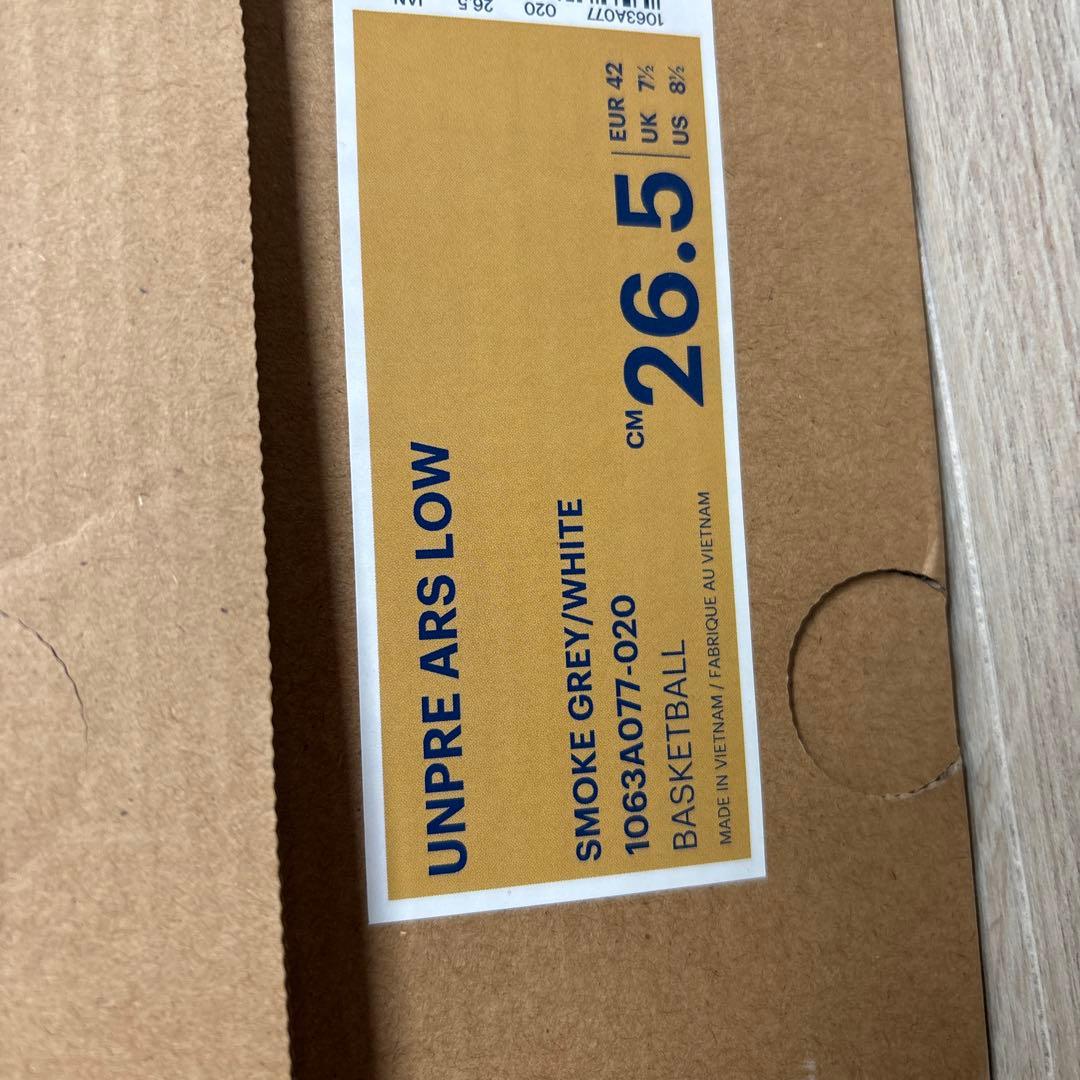 UNPRE ARS LOW
SMOKE GREY/WHITE
1063A077-020
BASKETBALL
MADE IN VIETNAM / FABRIQUE AU VIETNAM
CM 26.5
EUR 42
UK 7½
US 8½
1063A077
020
26.5